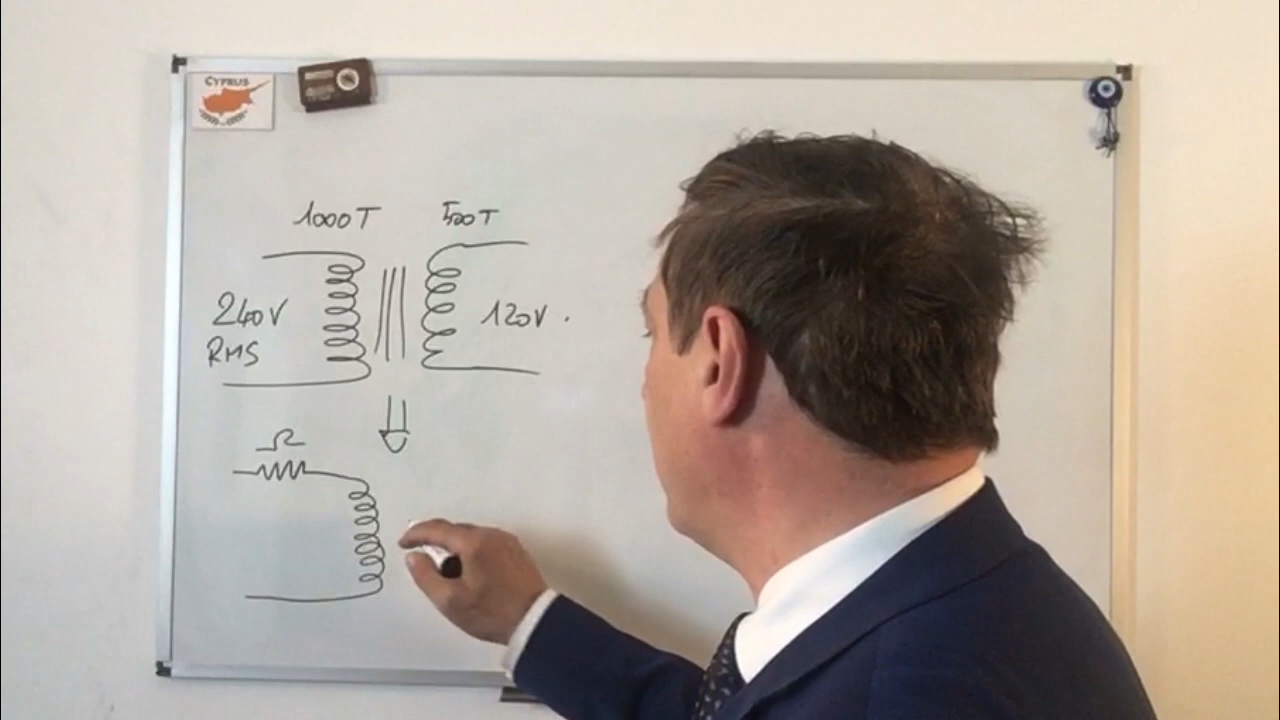 CYPRUS
1000T 500T
240V 120V.
RMS
Ω